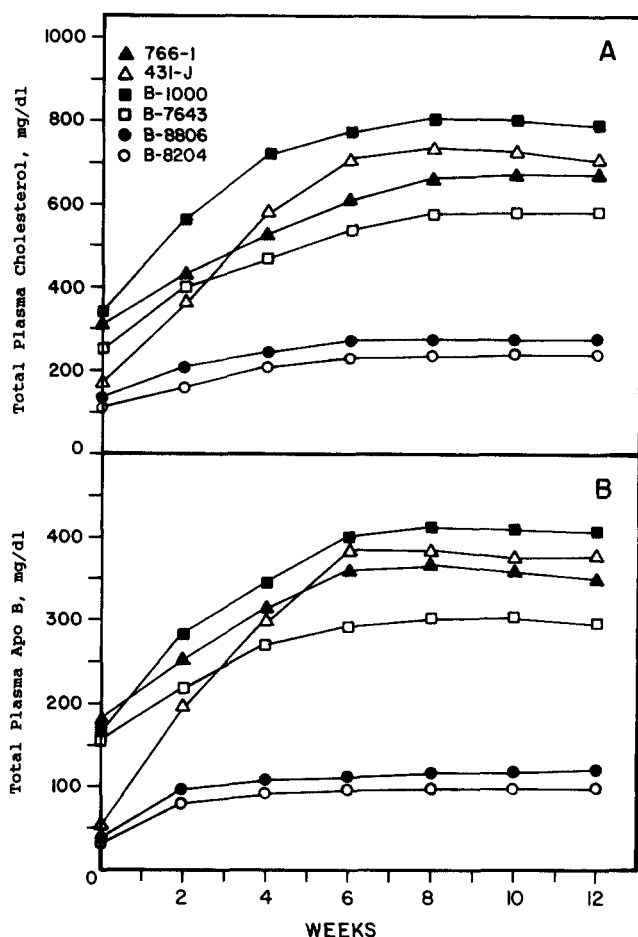 A
Total Plasma Cholesterol, mg/dl
1000
800
600
400
200
0
766-1
431-J
B-1000
B-7643
B-8806
B-8204
B
Total Plasma Apo B, mg/dl
400
300
200
100
0
2 4 6 8 10 12
WEEKS